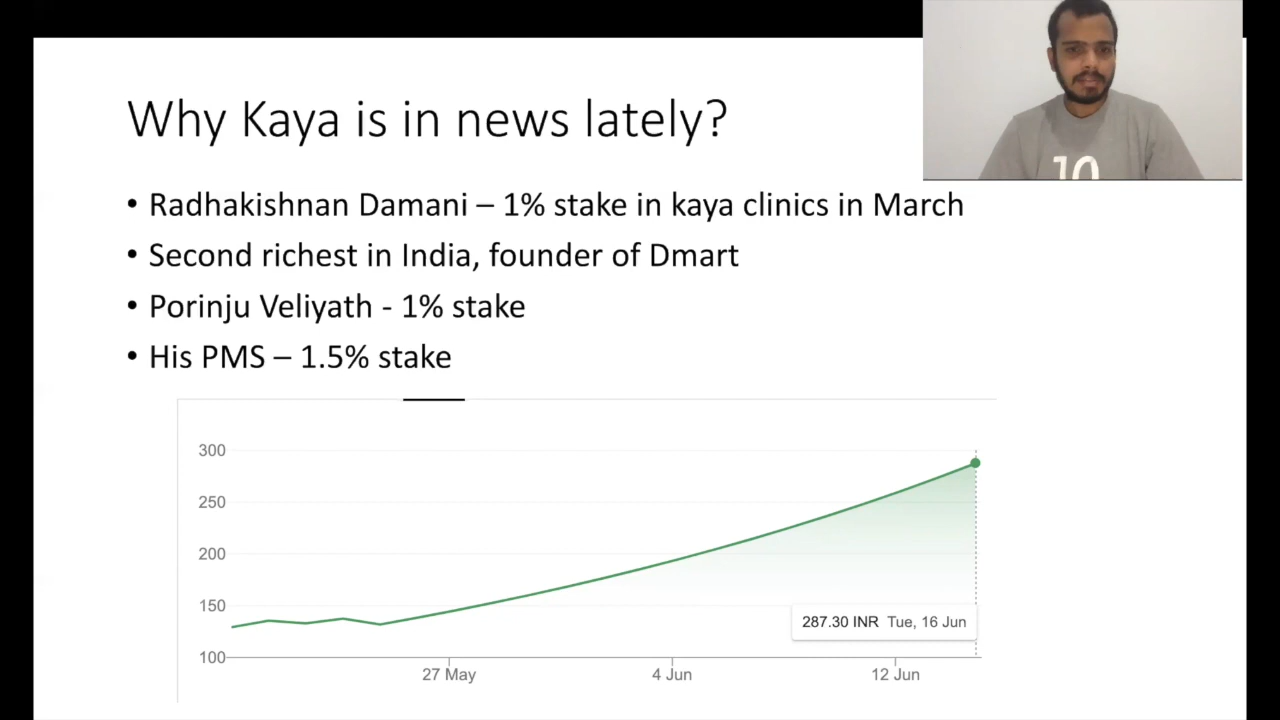 Why Kaya is in news lately?
10
• Radhakishnan Damani – 1% stake in kaya clinics in March
• Second richest in India, founder of Dmart
• Porinju Veliyath - 1% stake
• His PMS – 1.5% stake
300
250
200
150
100
287.30 INR Tue, 16 Jun
27 May 4 Jun 12 Jun